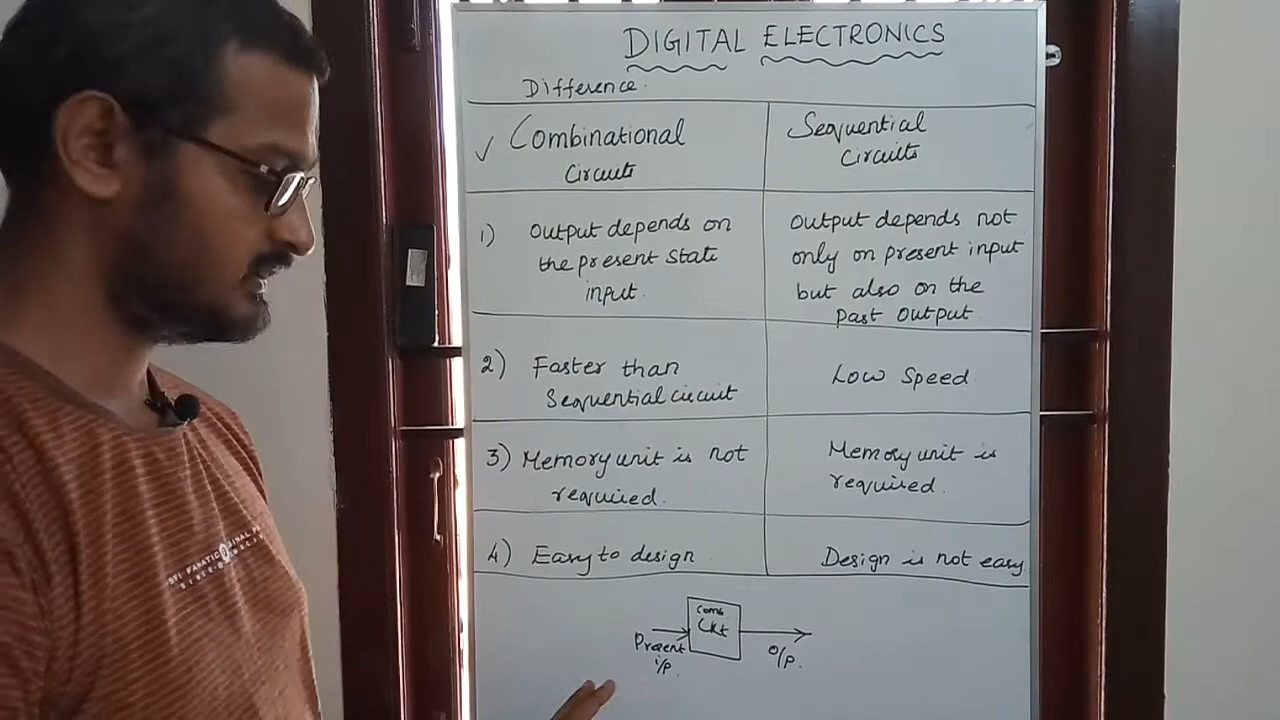 DIGITAL ELECTRONICS
Difference.
✓ Combinational
Circuits
Sequential
Circuits
1) Output depends on
the present state
input.
Output depends not
only on present input
but also on the
Past Output
2) Faster than
Sequential circuit
Low Speed
3) Memory unit is not
required.
Memory unit is
required.
4) Easy to design
Design is not easy
Comb
Ckt
Present
i/p.
o/p.
FANATIC